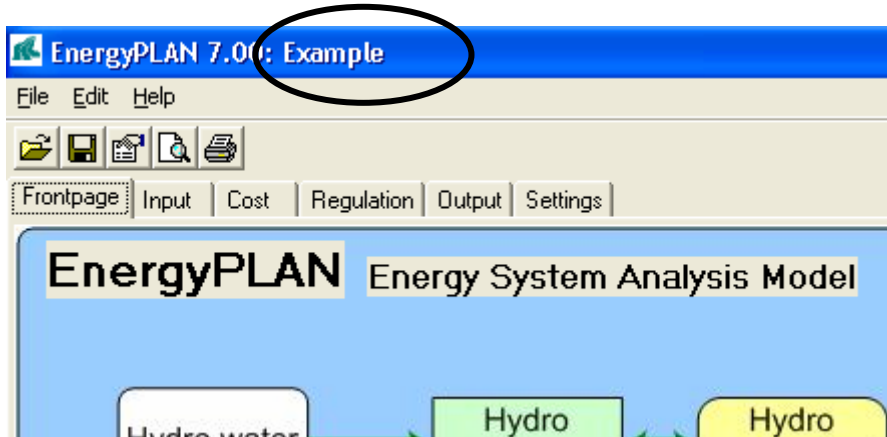 EnergyPLAN 7.00: Example
File Edit Help
Frontpage Input Cost Regulation Output Settings
EnergyPLAN Energy System Analysis Model
Hydro water Hydro Hydro